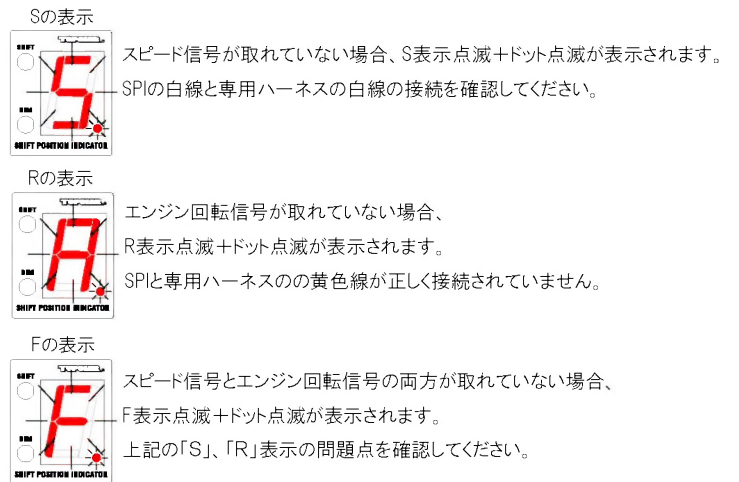 Sの表示
SHIFT
スピード信号が取れていない場合、S表示点滅+ドット点滅が表示されます。
SPIの白線と専用ハーネスの白線の接続を確認してください。
SHIFT POSITION INDICATOR
Rの表示
SHIFT
エンジン回転信号が取れていない場合、
R表示点滅+ドット点滅が表示されます。
SPIと専用ハーネスのの黄色線が正しく接続されていません。
SHIFT POSITION INDICATOR
Fの表示
SHIFT
スピード信号とエンジン回転信号の両方が取れていない場合、
F表示点滅+ドット点滅が表示されます。
上記の「S」、「R」表示の問題点を確認してください。
SHIFT POSITION INDICATOR